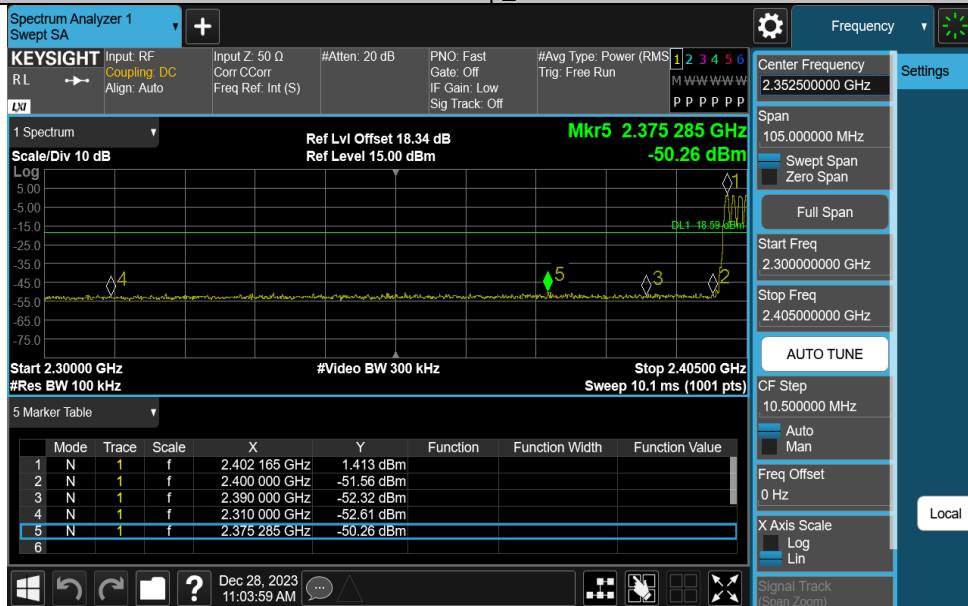 Spectrum Analyzer 1
Swept SA
+
Frequency
KEYSIGHT
RL
LXI
Input: RF
Coupling: DC
Align: Auto
Input Z: 50 Ω
Corr CCorr
Freq Ref: Int (S)
#Atten: 20 dB
PNO: Fast
Gate: Off
IF Gain: Low
Sig Track: Off
#Avg Type: Power (RMS
Trig: Free Run
1 2 3 4 5 6
M W W W W W
P P P P P P
1 Spectrum
Scale/Div 10 dB
Ref Lvl Offset 18.34 dB
Ref Level 15.00 dBm
Mkr5 2.375 285 GHz
-50.26 dBm
Log
5.00
-5.00
-15.0
-25.0
-35.0
-45.0
-55.0
-65.0
-75.0
DL1 -18.59 dBm
1
2
3
4
5
Start 2.30000 GHz
#Video BW 300 kHz
Stop 2.40500 GHz
#Res BW 100 kHz
Sweep 10.1 ms (1001 pts)
5 Marker Table
Mode Trace Scale X Y Function Function Width Function Value
1 N 1 f 2.402 165 GHz 1.413 dBm
2 N 1 f 2.400 000 GHz -51.56 dBm
3 N 1 f 2.390 000 GHz -52.32 dBm
4 N 1 f 2.310 000 GHz -52.61 dBm
5 N 1 f 2.375 285 GHz -50.26 dBm
6
?
Dec 28, 2023
11:03:59 AM
Center Frequency
2.352500000 GHz
Settings
Span
105.000000 MHz
Swept Span
Zero Span
Full Span
Start Freq
2.300000000 GHz
Stop Freq
2.405000000 GHz
AUTO TUNE
CF Step
10.500000 MHz
Auto
Man
Freq Offset
0 Hz
Local
X Axis Scale
Log
Lin
Signal Track
(Span Zoom)